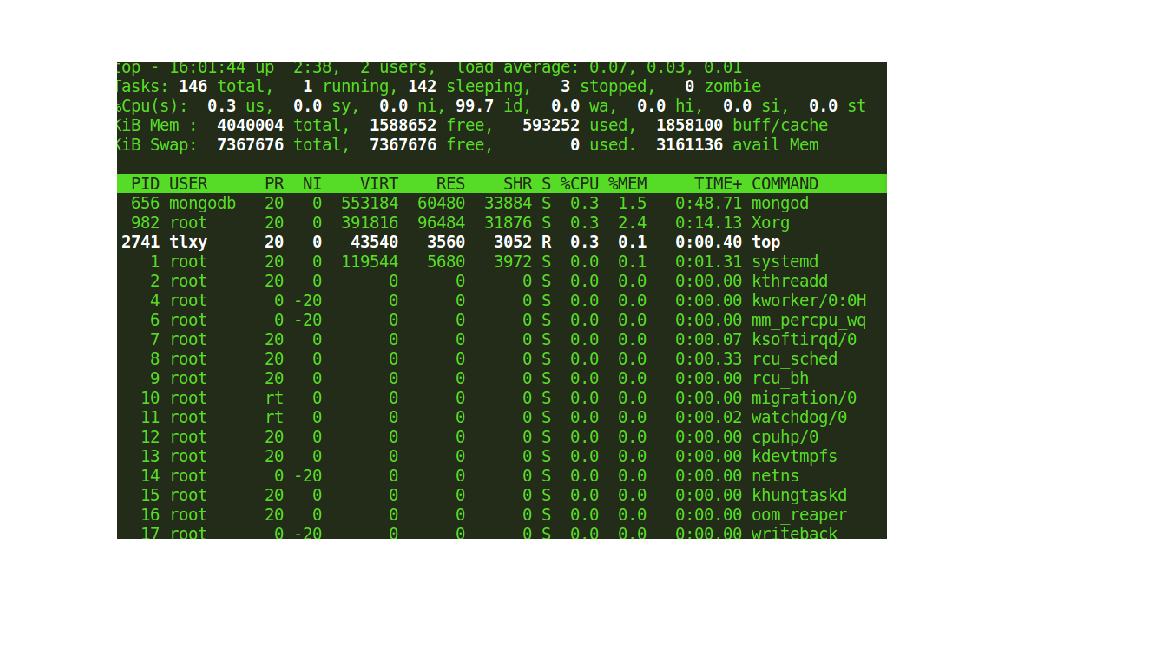 top - 16:01:44 up  2:38,  2 users,  load average: 0.07, 0.03, 0.01
Tasks: 146 total,   1 running, 142 sleeping,   3 stopped,   0 zombie
%Cpu(s):  0.3 us,  0.0 sy,  0.0 ni, 99.7 id,  0.0 wa,  0.0 hi,  0.0 si,  0.0 st
KiB Mem :  4040004 total,  1588652 free,   593252 used,  1858100 buff/cache
KiB Swap:  7367676 total,  7367676 free,        0 used.  3161136 avail Mem
PID USER      PR  NI    VIRT    RES    SHR S %CPU %MEM     TIME+ COMMAND
656 mongodb   20   0  553184  60480  33884 S  0.3  1.5   0:48.71 mongod
982 root      20   0  391816  96484  31876 S  0.3  2.4   0:14.13 Xorg
2741 tlxy      20   0   43540   3560   3052 R  0.3  0.1   0:00.40 top
1 root      20   0  119544   5680   3972 S  0.0  0.1   0:01.31 systemd
2 root      20   0       0      0      0 S  0.0  0.0   0:00.00 kthreadd
4 root       0 -20       0      0      0 S  0.0  0.0   0:00.00 kworker/0:0H
6 root       0 -20       0      0      0 S  0.0  0.0   0:00.00 mm_percpu_wq
7 root      20   0       0      0      0 S  0.0  0.0   0:00.07 ksoftirqd/0
8 root      20   0       0      0      0 S  0.0  0.0   0:00.33 rcu_sched
9 root      20   0       0      0      0 S  0.0  0.0   0:00.00 rcu_bh
10 root      rt   0       0      0      0 S  0.0  0.0   0:00.00 migration/0
11 root      rt   0       0      0      0 S  0.0  0.0   0:00.02 watchdog/0
12 root      20   0       0      0      0 S  0.0  0.0   0:00.00 cpuhp/0
13 root      20   0       0      0      0 S  0.0  0.0   0:00.00 kdevtmpfs
14 root       0 -20       0      0      0 S  0.0  0.0   0:00.00 netns
15 root      20   0       0      0      0 S  0.0  0.0   0:00.00 khungtaskd
16 root      20   0       0      0      0 S  0.0  0.0   0:00.00 oom_reaper
17 root       0 -20       0      0      0 S  0.0  0.0   0:00.00 writeback